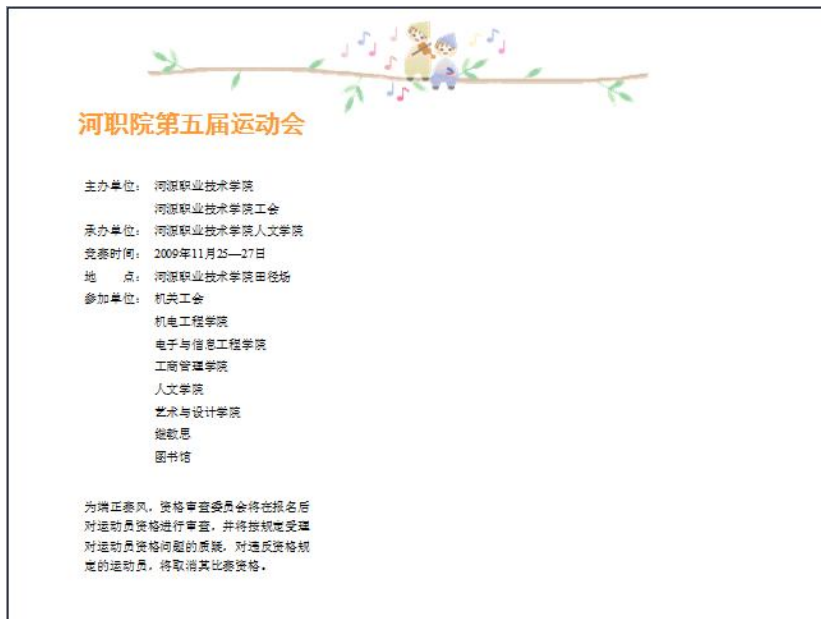 河职院第五届运动会
主办单位： 河源职业技术学院
河源职业技术学院工会
承办单位： 河源职业技术学院人文学院
竞赛时间： 2009年11月25—27日
地　　点： 河源职业技术学院田径场
参加单位： 机关工会
机电工程学院
电子与信息工程学院
工商管理学院
人文学院
艺术与设计学院
继教思
图书馆
为端正赛风，资格审查委员会将在报名后
对运动员资格进行审查，并将按规定受理
对运动员资格问题的质疑，对违反资格规
定的运动员，将取消其比赛资格。